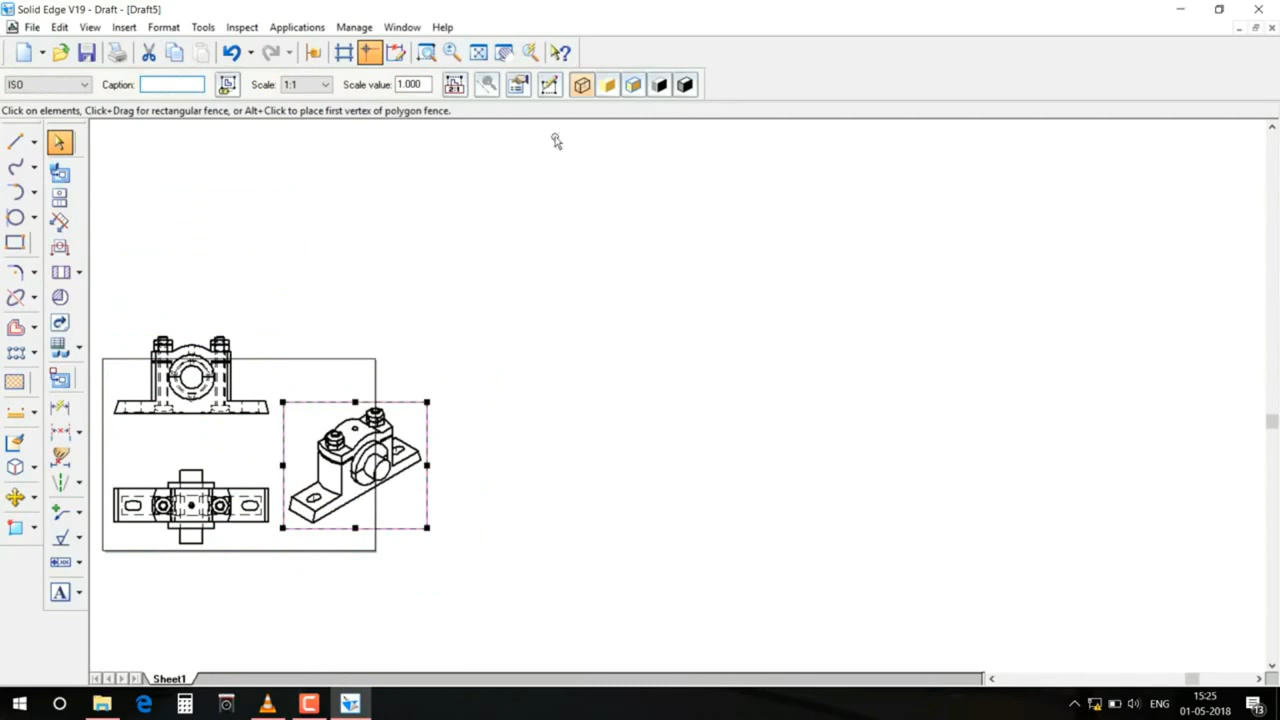 Solid Edge V19 - Draft - [Draft5]
File Edit View Insert Format Tools Inspect Applications Manage Window Help
ISO Caption: Scale: 1:1 Scale value: 1.000
Click on elements, Click+Drag for rectangular fence, or Alt+Click to place first vertex of polygon fence.
A
Sheet1
ENG
15:25
01-05-2018
13